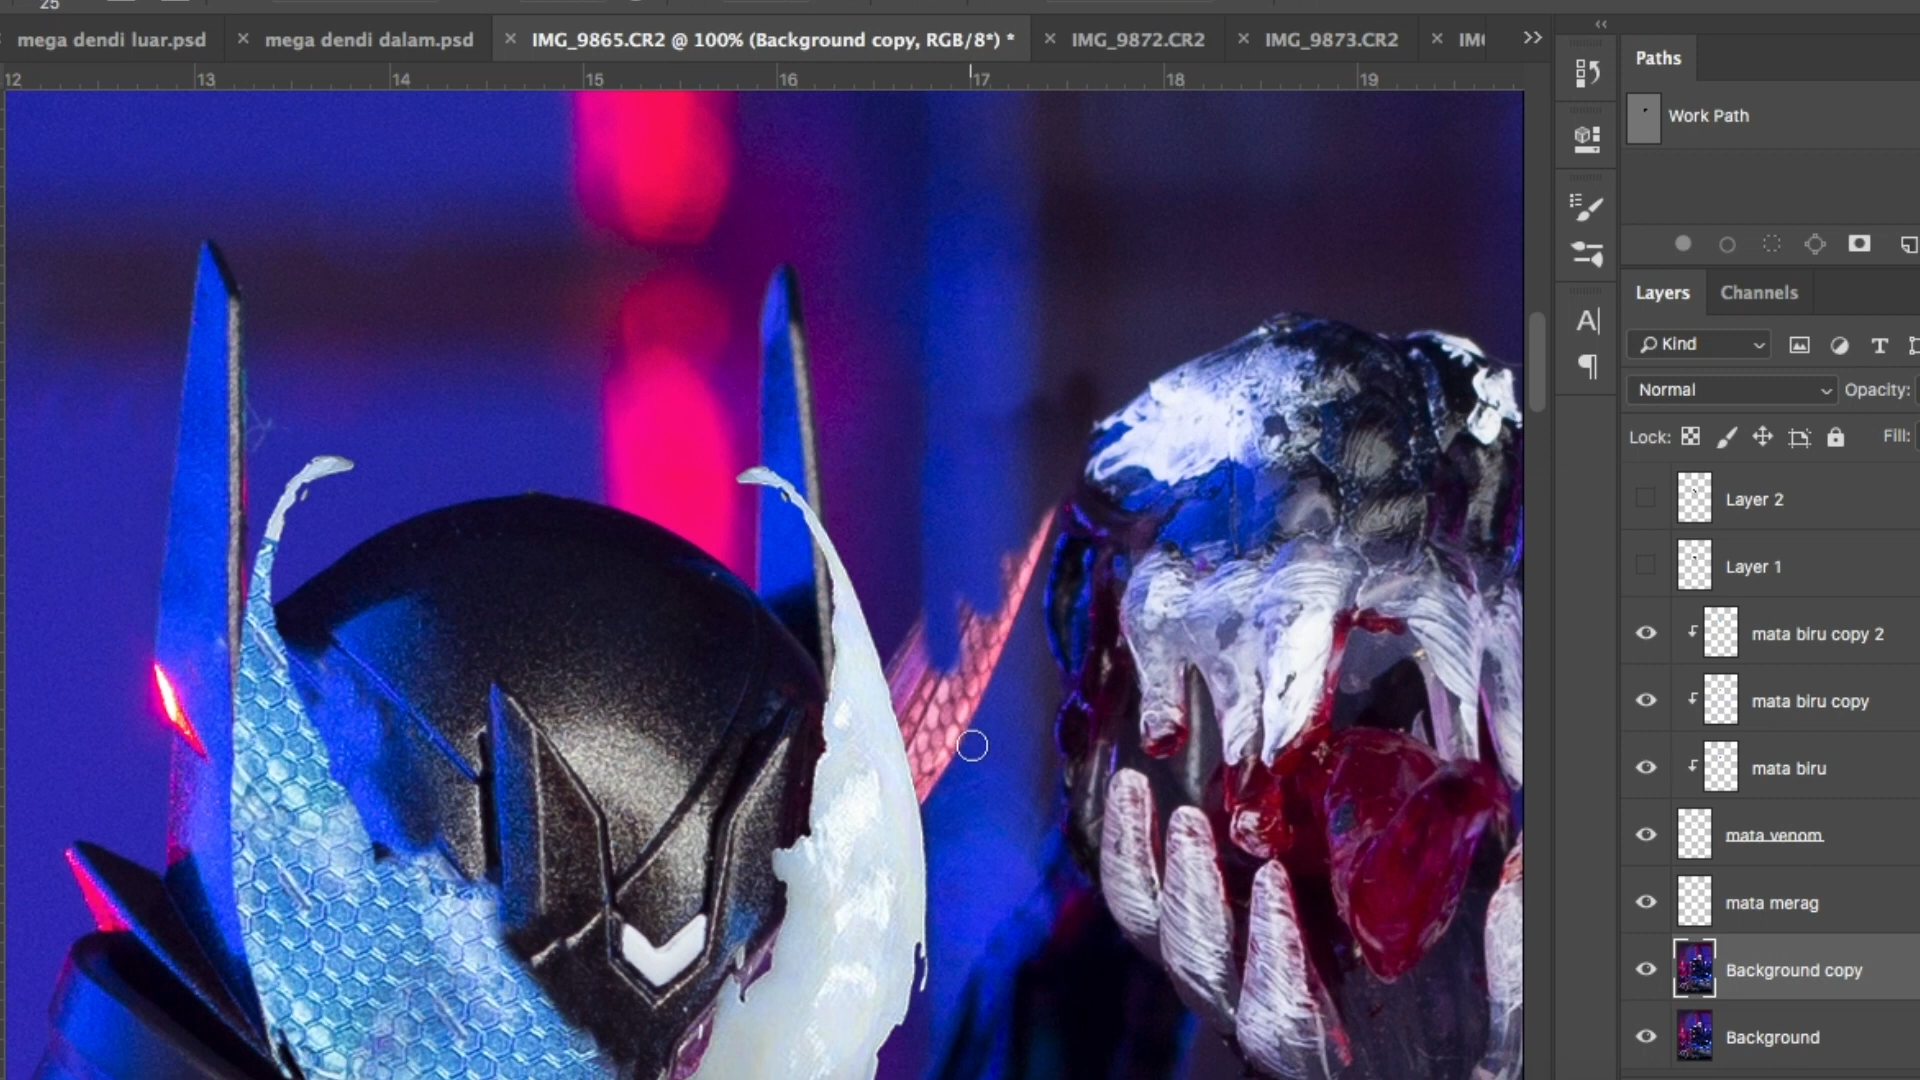 25
mega dendi luar.psd
mega dendi dalam.psd
IMG_9865.CR2 @ 100% (Background copy, RGB/8*) *
IMG_9872.CR2
IMG_9873.CR2
12 13 14 15 16 17 18 19
Paths
Work Path
Layers
Channels
Kind
Normal
Opacity:
Lock:
Fill:
Layer 2
Layer 1
mata biru copy 2
mata biru copy
mata biru
mata venom
mata merag
Background copy
Background